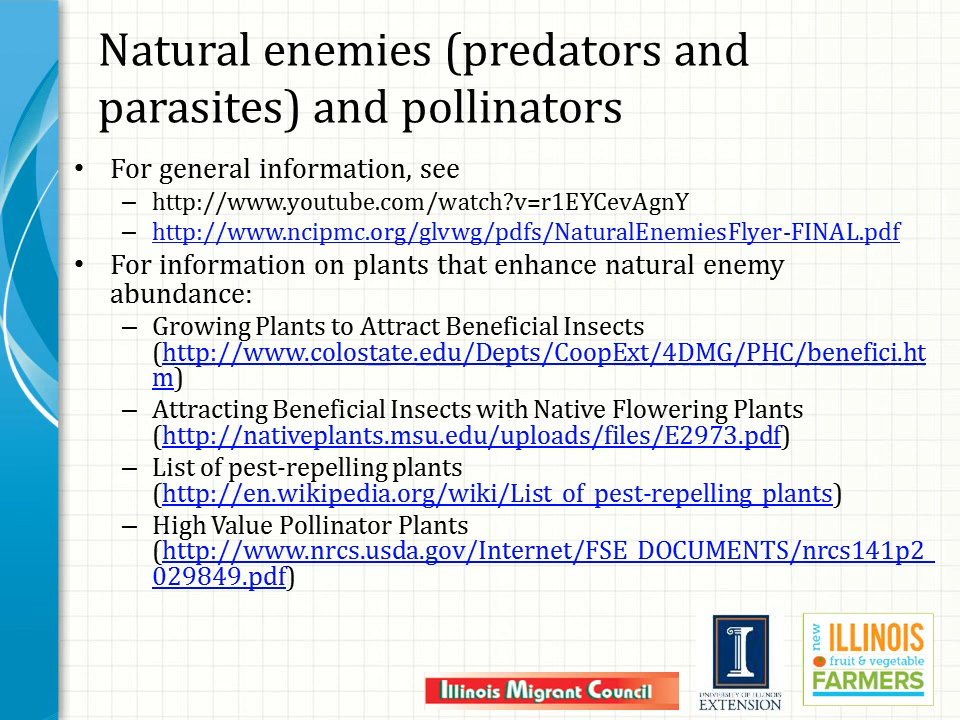 Natural enemies (predators and
parasites) and pollinators
• For general information, see
– http://www.youtube.com/watch?v=r1EYCevAgnY
– http://www.ncipmc.org/glvwg/pdfs/NaturalEnemiesFlyer-FINAL.pdf
• For information on plants that enhance natural enemy
abundance:
– Growing Plants to Attract Beneficial Insects
(http://www.colostate.edu/Depts/CoopExt/4DMG/PHC/benefici.ht
m)
– Attracting Beneficial Insects with Native Flowering Plants
(http://nativeplants.msu.edu/uploads/files/E2973.pdf)
– List of pest-repelling plants
(http://en.wikipedia.org/wiki/List_of_pest-repelling_plants)
– High Value Pollinator Plants
(http://www.nrcs.usda.gov/Internet/FSE_DOCUMENTS/nrcs141p2_
029849.pdf)
Illinois Migrant Council
I
UNIVERSITY OF ILLINOIS
EXTENSION
new
ILLINOIS
fruit & vegetable
FARMERS